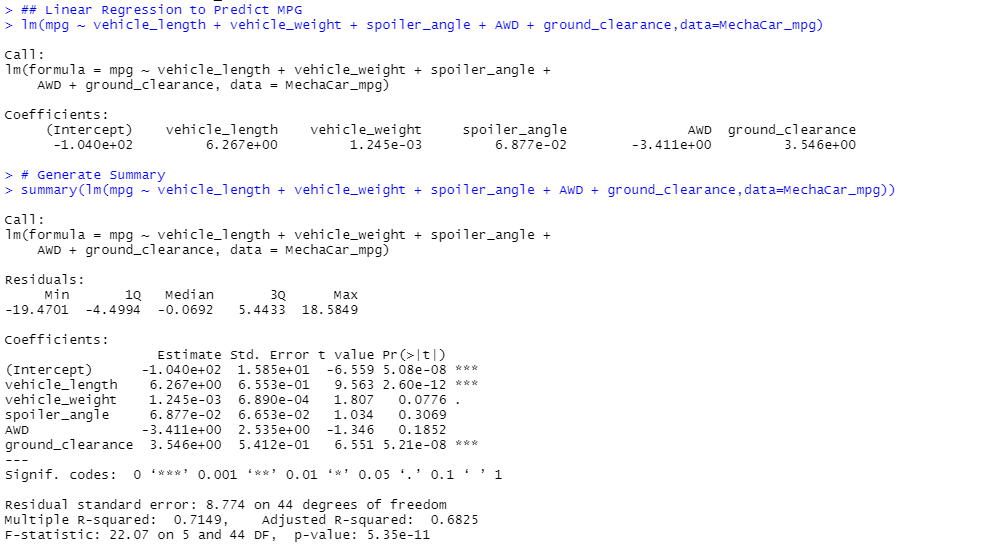 > ## Linear Regression to Predict MPG
> lm(mpg ~ vehicle_length + vehicle_weight + spoiler_angle + AWD + ground_clearance,data=MechaCar_mpg)
Call:
lm(formula = mpg ~ vehicle_length + vehicle_weight + spoiler_angle +
    AWD + ground_clearance, data = MechaCar_mpg)
Coefficients:
     (Intercept)    vehicle_length    vehicle_weight     spoiler_angle               AWD  ground_clearance
      -1.040e+02         6.267e+00         1.245e-03         6.877e-02        -3.411e+00         3.546e+00
> # Generate Summary
> summary(lm(mpg ~ vehicle_length + vehicle_weight + spoiler_angle + AWD + ground_clearance,data=MechaCar_mpg))
Call:
lm(formula = mpg ~ vehicle_length + vehicle_weight + spoiler_angle +
    AWD + ground_clearance, data = MechaCar_mpg)
Residuals:
     Min       1Q   Median       3Q      Max
-19.4701  -4.4994  -0.0692   5.4433  18.5849
Coefficients:
                   Estimate Std. Error t value Pr(>|t|)
(Intercept)      -1.040e+02  1.585e+01  -6.559 5.08e-08 ***
vehicle_length    6.267e+00  6.553e-01   9.563 2.60e-12 ***
vehicle_weight    1.245e-03  6.890e-04   1.807   0.0776 .
spoiler_angle     6.877e-02  6.653e-02   1.034   0.3069
AWD              -3.411e+00  2.535e+00  -1.346   0.1852
ground_clearance  3.546e+00  5.412e-01   6.551 5.21e-08 ***
---
Signif. codes:  0 ‘***’ 0.001 ‘**’ 0.01 ‘*’ 0.05 ‘.’ 0.1 ‘ ’ 1
Residual standard error: 8.774 on 44 degrees of freedom
Multiple R-squared:  0.7149,    Adjusted R-squared:  0.6825
F-statistic: 22.07 on 5 and 44 DF,  p-value: 5.35e-11